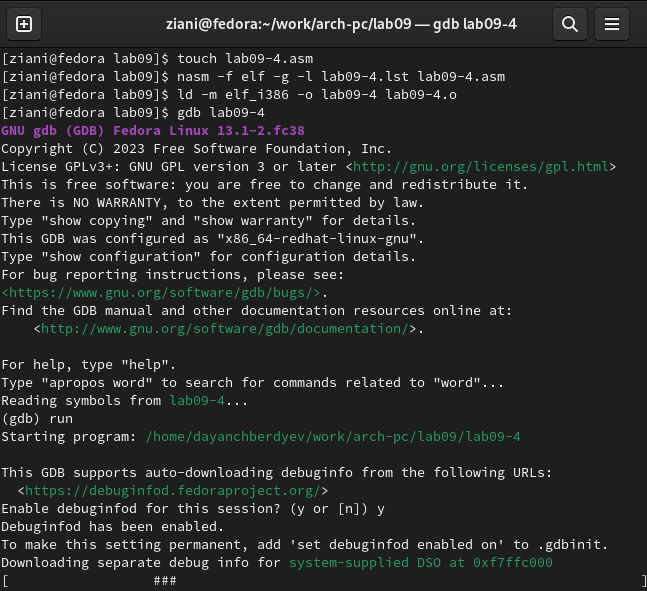 ziani@fedora:~/work/arch-pc/lab09 — gdb lab09-4
[ziani@fedora lab09]$ touch lab09-4.asm
[ziani@fedora lab09]$ nasm -f elf -g -l lab09-4.lst lab09-4.asm
[ziani@fedora lab09]$ ld -m elf_i386 -o lab09-4 lab09-4.o
[ziani@fedora lab09]$ gdb lab09-4
GNU gdb (GDB) Fedora Linux 13.1-2.fc38
Copyright (C) 2023 Free Software Foundation, Inc.
License GPLv3+: GNU GPL version 3 or later <http://gnu.org/licenses/gpl.html>
This is free software: you are free to change and redistribute it.
There is NO WARRANTY, to the extent permitted by law.
Type "show copying" and "show warranty" for details.
This GDB was configured as "x86_64-redhat-linux-gnu".
Type "show configuration" for configuration details.
For bug reporting instructions, please see:
<https://www.gnu.org/software/gdb/bugs/>.
Find the GDB manual and other documentation resources online at:
    <http://www.gnu.org/software/gdb/documentation/>.

For help, type "help".
Type "apropos word" to search for commands related to "word"...
Reading symbols from lab09-4...
(gdb) run
Starting program: /home/dayanchberdyev/work/arch-pc/lab09/lab09-4

This GDB supports auto-downloading debuginfo from the following URLs:
  <https://debuginfod.fedoraproject.org/>
Enable debuginfod for this session? (y or [n]) y
Debuginfod has been enabled.
To make this setting permanent, add 'set debuginfod enabled on' to .gdbinit.
Downloading separate debug info for system-supplied DSO at 0xf7ffc000
[                  ###                                                         ]